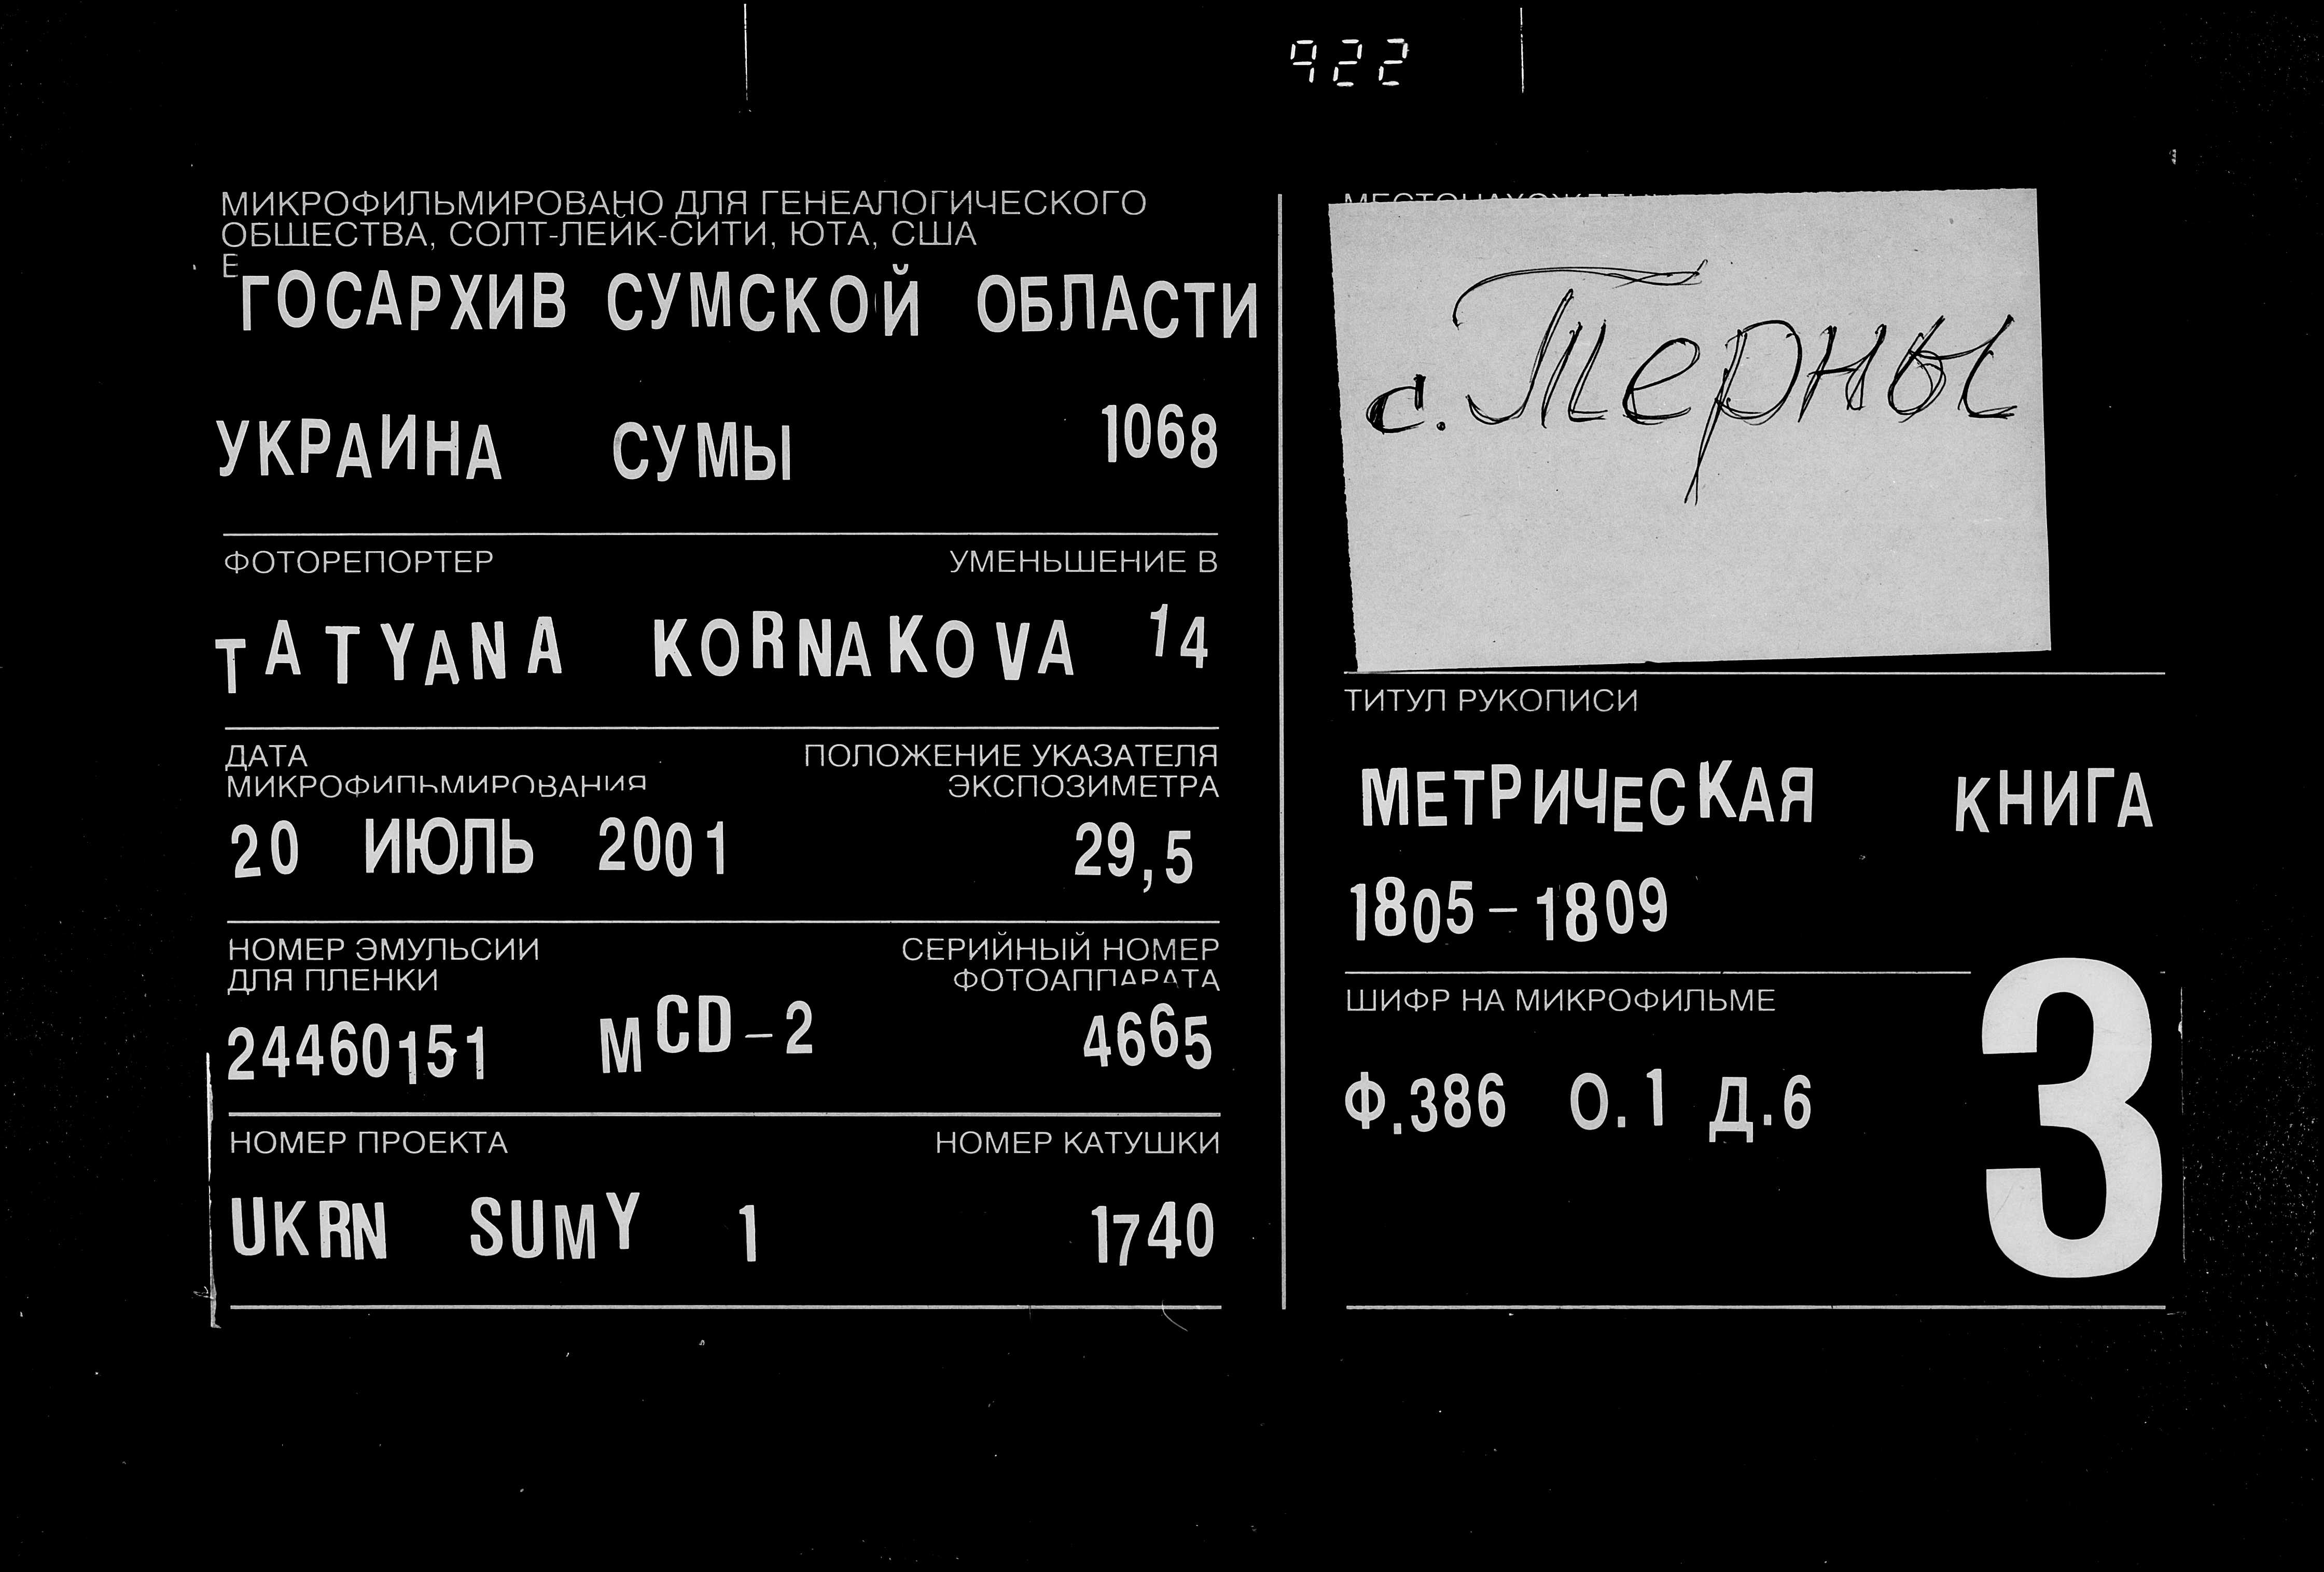 922
МИКРОФИЛЬМИРОВАНО ДЛЯ ГЕНЕАЛОГИЧЕСКОГО
ОБЩЕСТВА, СОЛТ-ЛЕЙК-СИТИ, ЮТА, США
Е
ГОСАРХИВ СУМСКОЙ ОБЛАСТИ
УКРАИНА СУМЫ 1068
ФОТОРЕПОРТЕР УМЕНЬШЕНИЕ В
TATYANA KORNAKOVA 14
ДАТА ПОЛОЖЕНИЕ УКАЗАТЕЛЯ
МИКРОФИЛЬМИРОВАНИЯ ЭКСПОЗИМЕТРА
20 ИЮЛЬ 2001 29,5
НОМЕР ЭМУЛЬСИИ СЕРИЙНЫЙ НОМЕР
ДЛЯ ПЛЕНКИ ФОТОАППАРАТА
24460151 MCD-2 4665
НОМЕР ПРОЕКТА НОМЕР КАТУШКИ
UKRN SUMY 1 1740
с. Терны
ТИТУЛ РУКОПИСИ
МЕТРИЧЕСКАЯ КНИГА
1805-1809
ШИФР НА МИКРОФИЛЬМЕ
Ф.386 О.1 Д.6
3